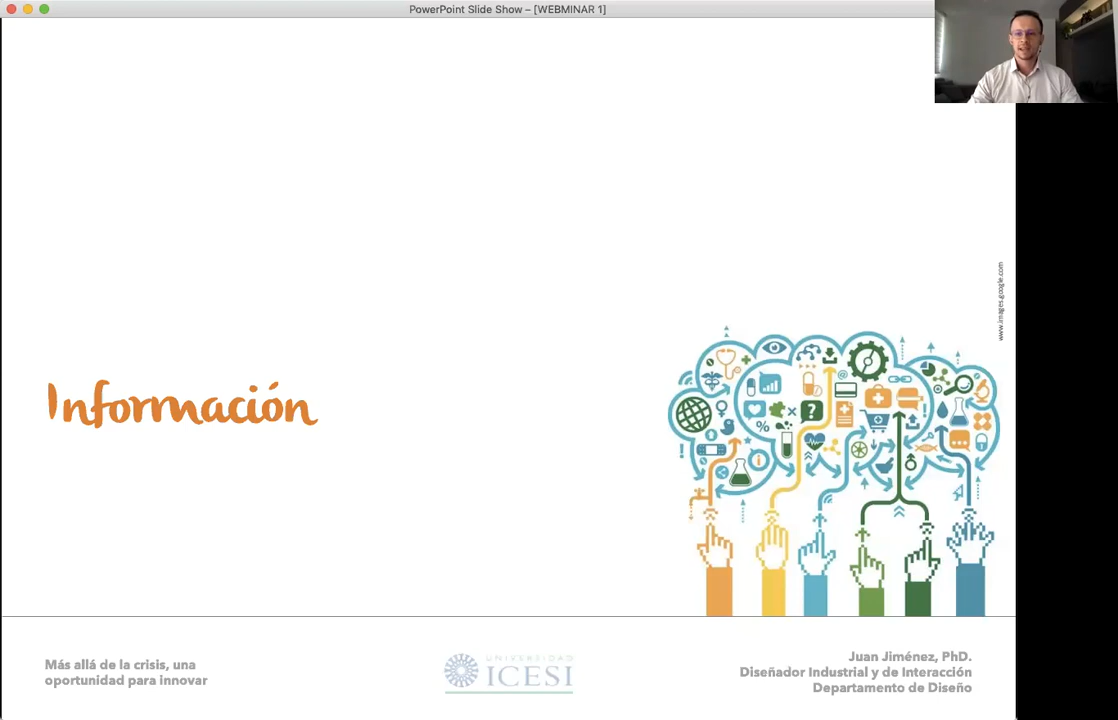 PowerPoint Slide Show – [WEBMINAR 1]
www.images.google.com
Información
Más allá de la crisis, una
oportunidad para innovar
UNIVERSIDAD
ICESI
Juan Jiménez, PhD.
Diseñador Industrial y de Interacción
Departamento de Diseño